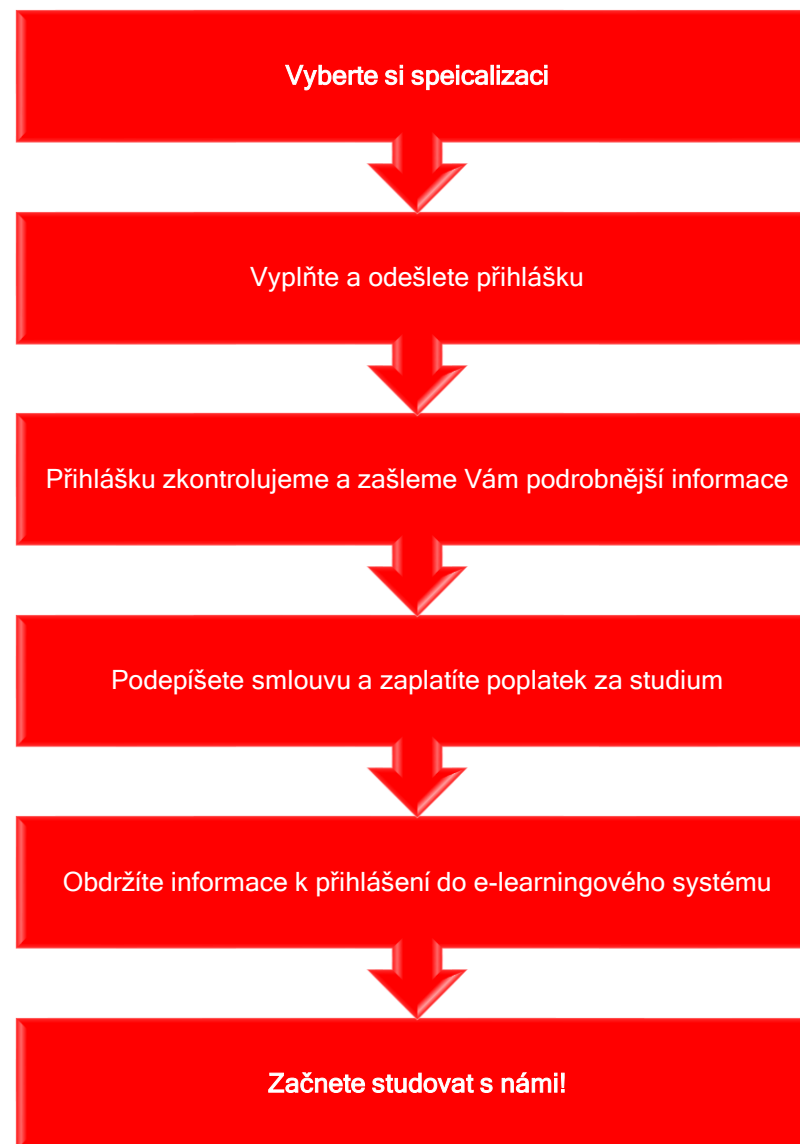 Vyberte si speicalizaci
Vyplňte a odešlete přihlášku
Přihlášku zkontrolujeme a zašleme Vám podrobnější informace
Podepíšete smlouvu a zaplatíte poplatek za studium
Obdržíte informace k přihlášení do e-learningového systému
Začnete studovat s námi!